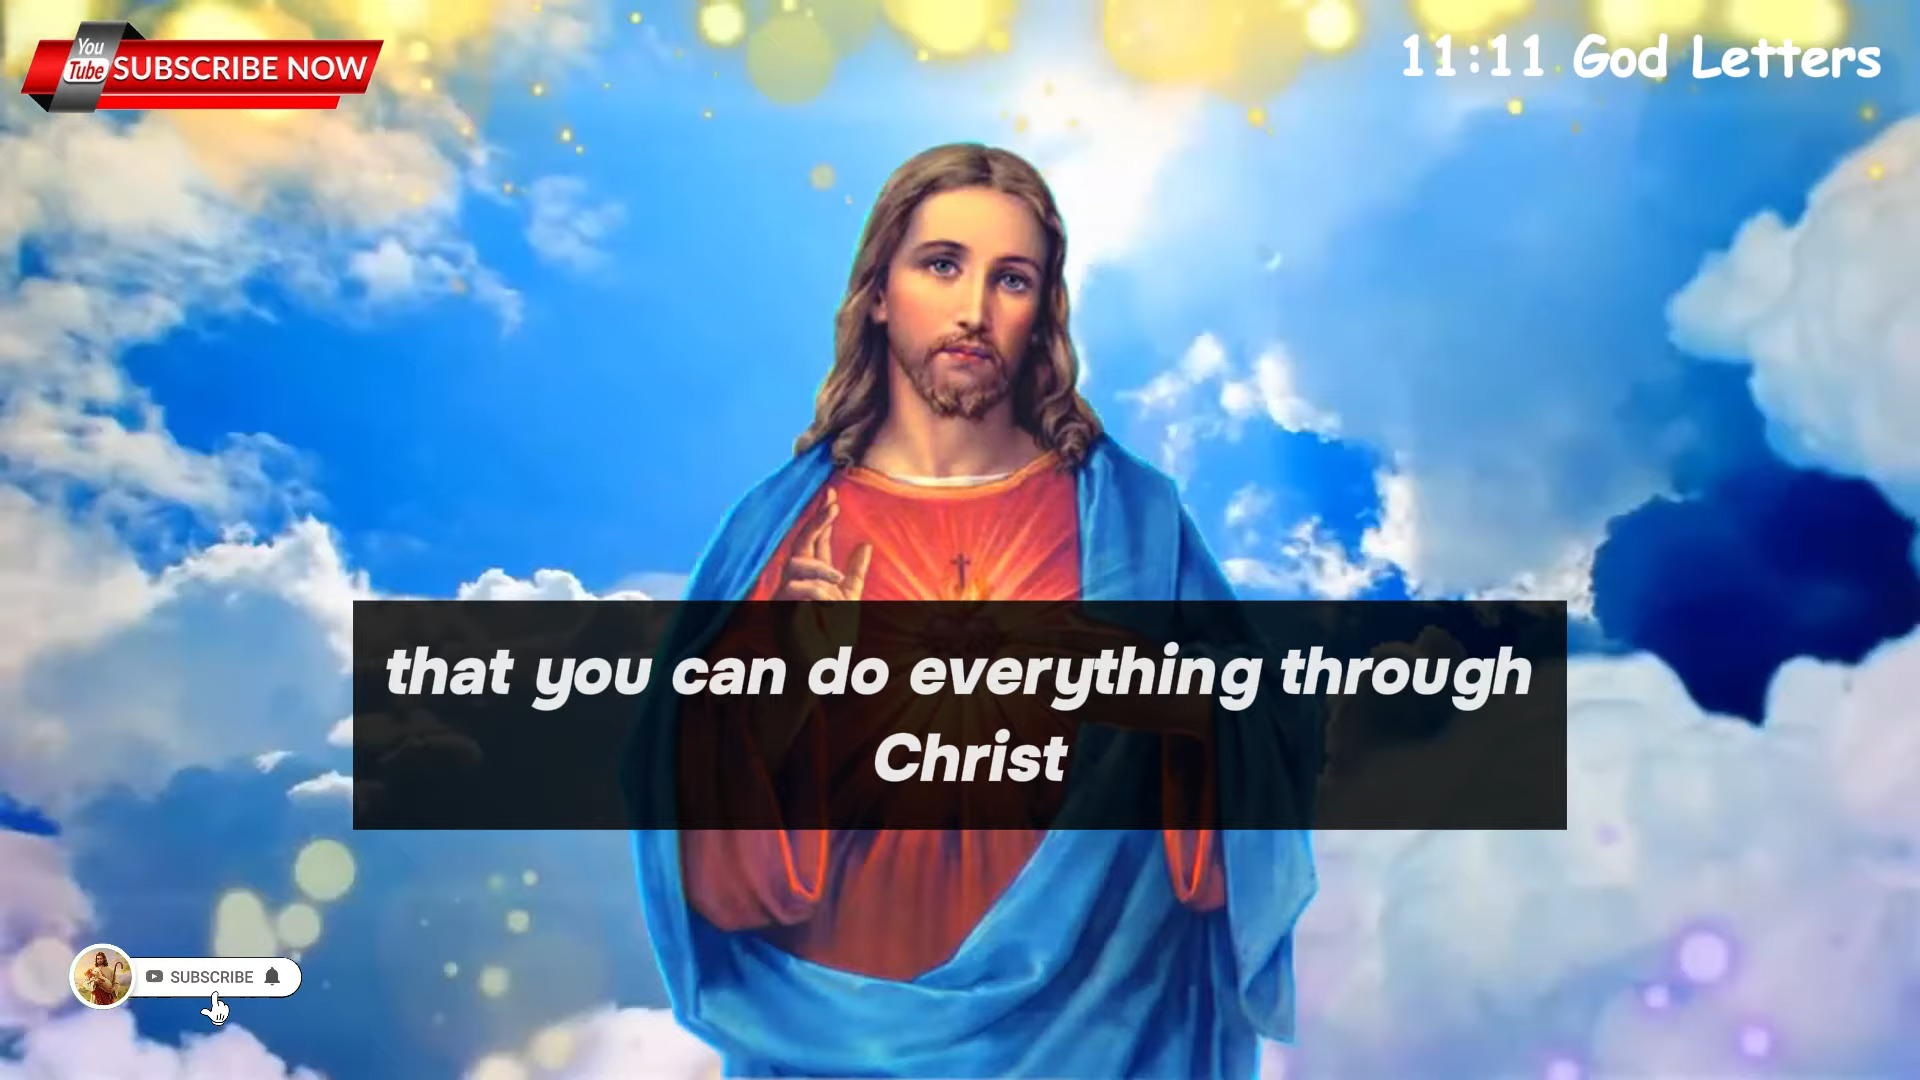 You
Tube
SUBSCRIBE NOW
11:11 God Letters
that you can do everything through
Christ
SUBSCRIBE